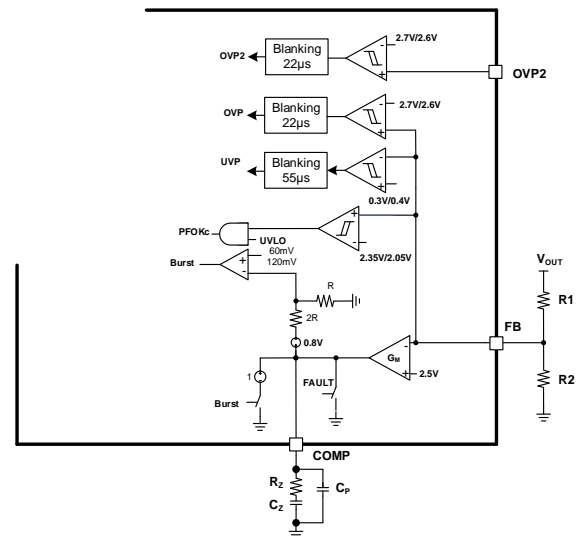 2.7V/2.6V
OVP2
Blanking
22μs
-
+
OVP2
OVP
Blanking
22μs
-
+
2.7V/2.6V
UVP
Blanking
55μs
-
+
0.3V/0.4V
PFOKc
UVLO
+
-
2.35V/2.05V
Burst
+
-
60mV
120mV
R
2R
0.8V
VOUT
R1
FB
R2
GM
-
+
2.5V
1
Burst
FAULT
COMP
RZ
CZ
CP